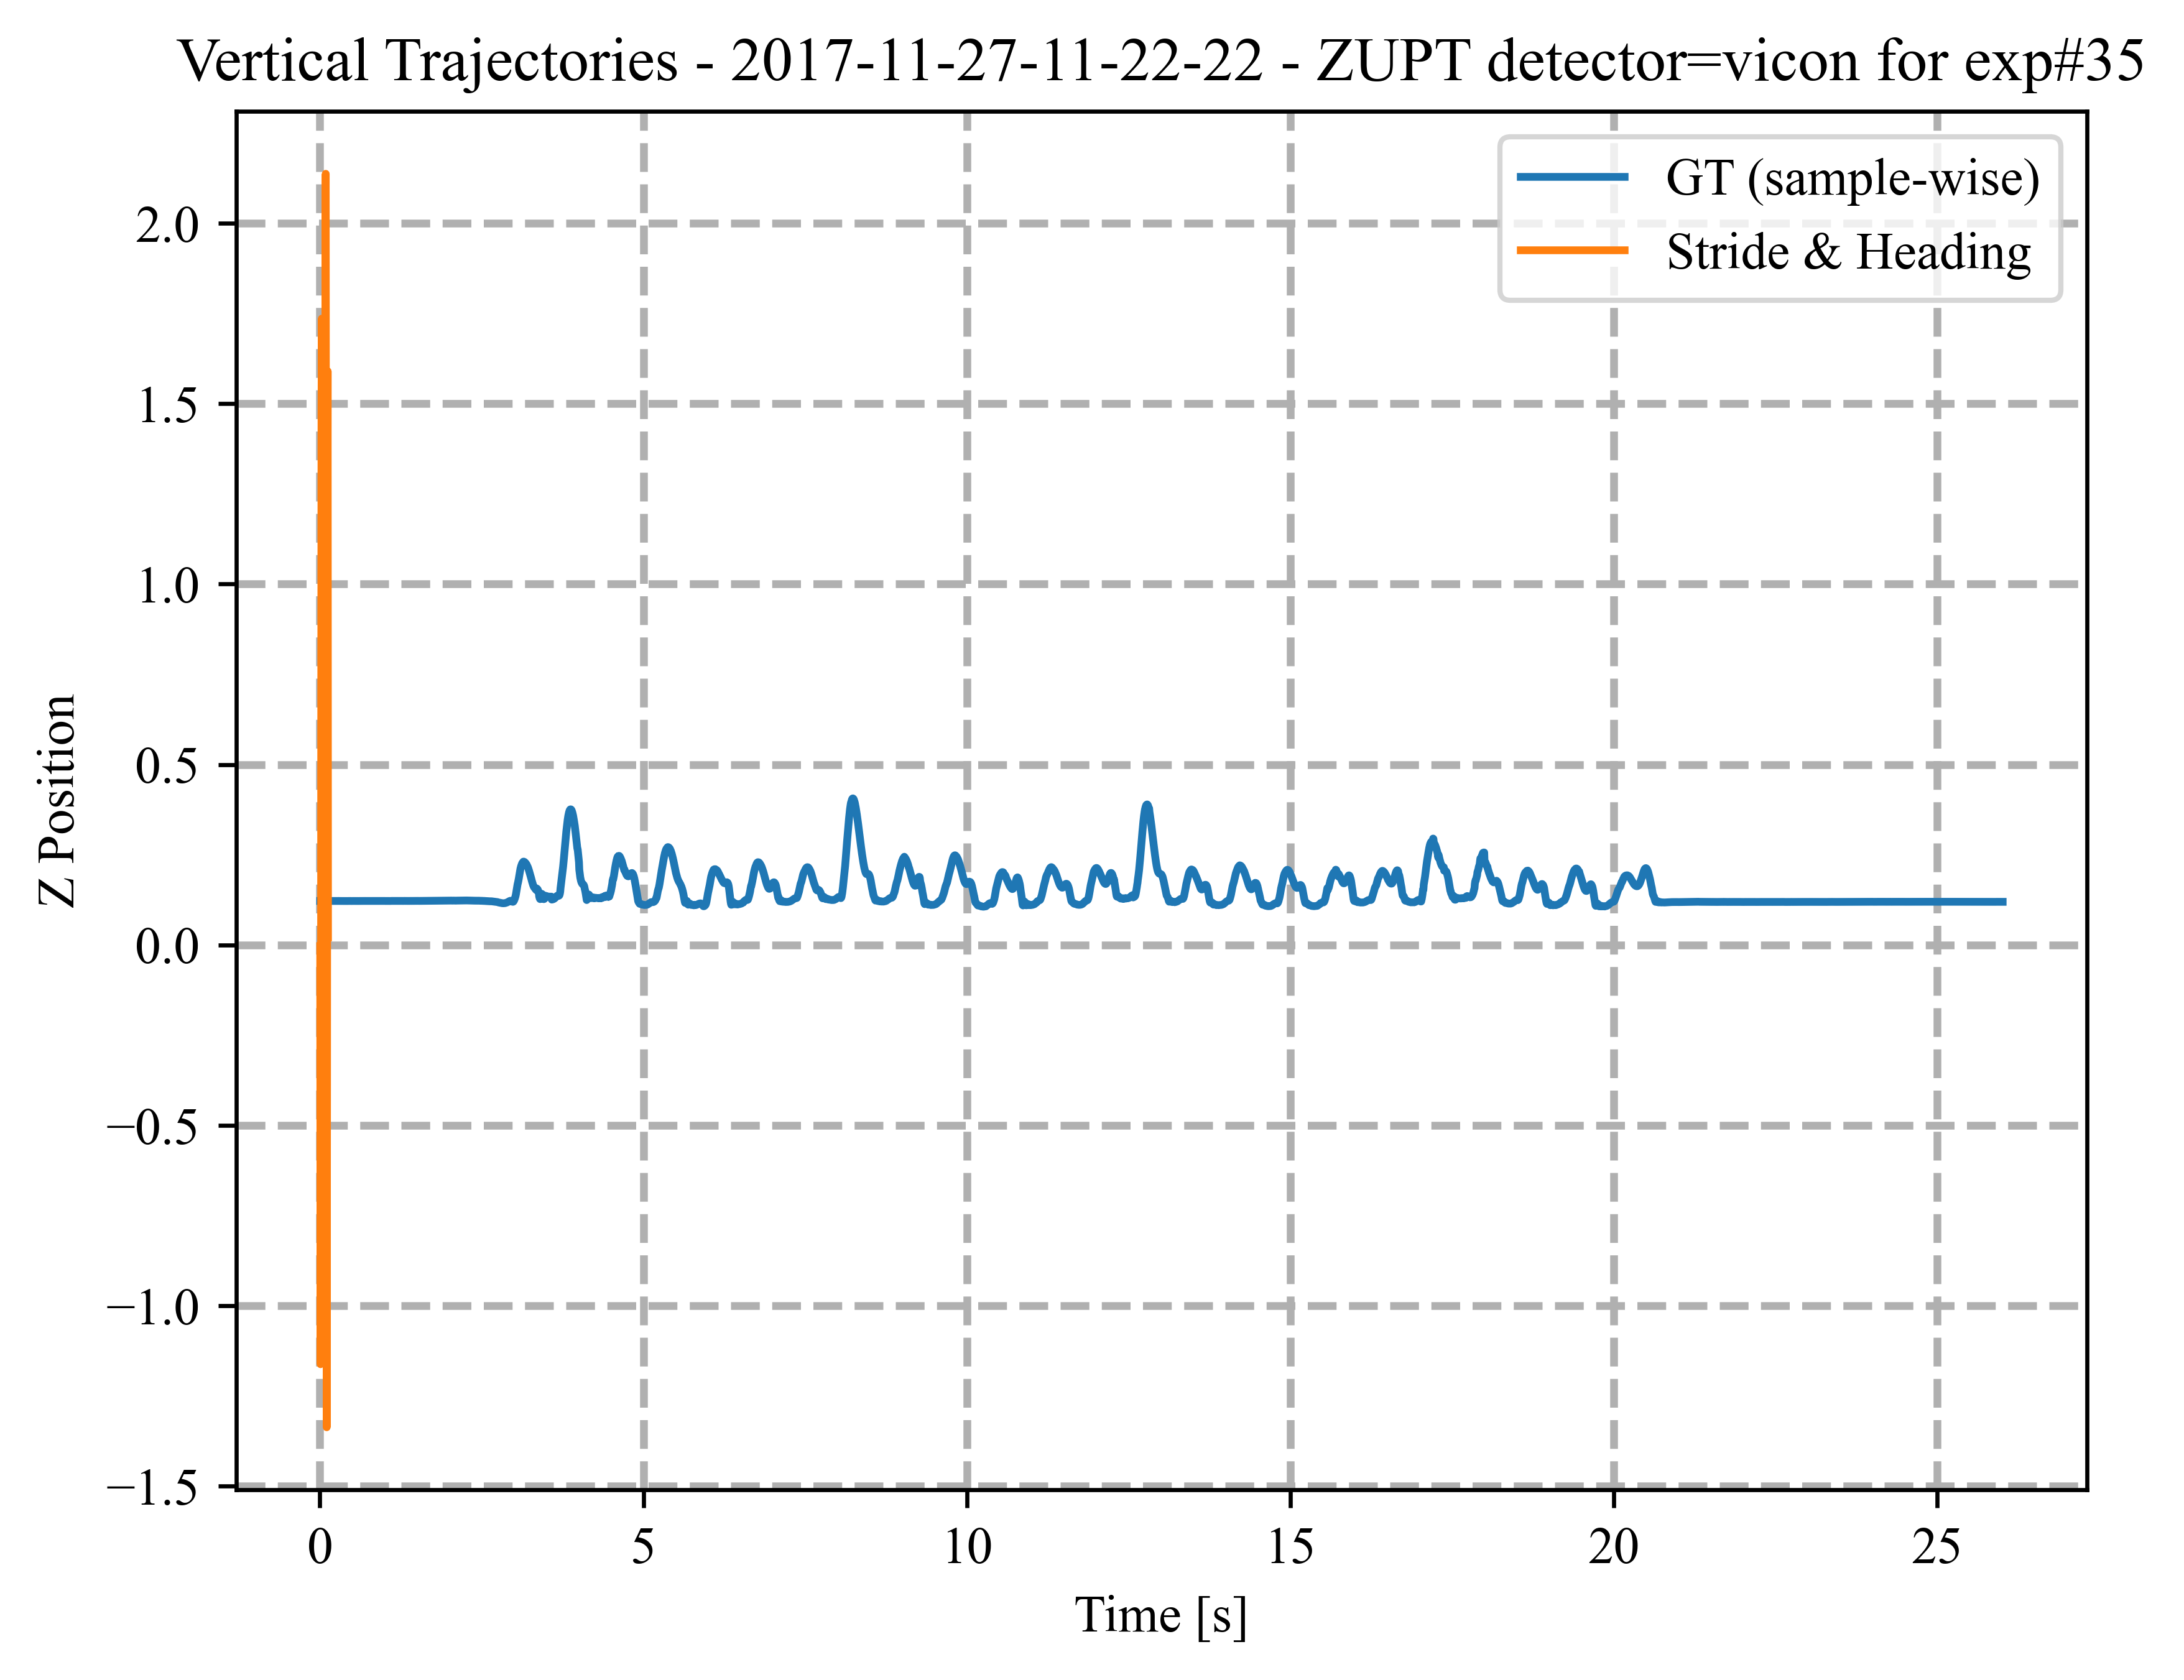 Vertical Trajectories - 2017-11-27-11-22-22 - ZUPT detector=vicon for exp#35
GT (sample-wise)
Stride & Heading
2.0
1.5
1.0
0.5
0.0
−0.5
−1.0
−1.5
Z Position
0 5 10 15 20 25
Time [s]